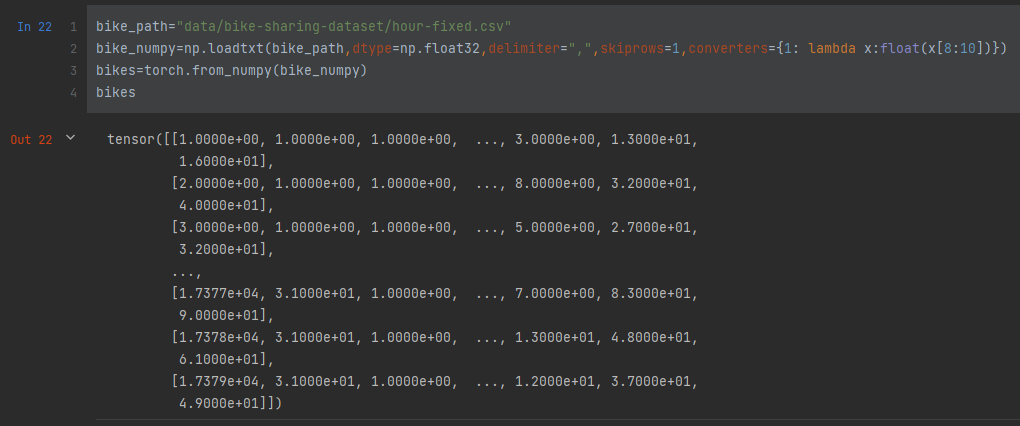 In 22 1 bike_path="data/bike-sharing-dataset/hour-fixed.csv"
2 bike_numpy=np.loadtxt(bike_path,dtype=np.float32,delimiter=",",skiprows=1,converters={1: lambda x:float(x[8:10])})
3 bikes=torch.from_numpy(bike_numpy)
4 bikes
Out 22 tensor([[1.0000e+00, 1.0000e+00, 1.0000e+00,  ..., 3.0000e+00, 1.3000e+01,
1.6000e+01],
[2.0000e+00, 1.0000e+00, 1.0000e+00,  ..., 8.0000e+00, 3.2000e+01,
4.0000e+01],
[3.0000e+00, 1.0000e+00, 1.0000e+00,  ..., 5.0000e+00, 2.7000e+01,
3.2000e+01],
...,
[1.7377e+04, 3.1000e+01, 1.0000e+00,  ..., 7.0000e+00, 8.3000e+01,
9.0000e+01],
[1.7378e+04, 3.1000e+01, 1.0000e+00,  ..., 1.3000e+01, 4.8000e+01,
6.1000e+01],
[1.7379e+04, 3.1000e+01, 1.0000e+00,  ..., 1.2000e+01, 3.7000e+01,
4.9000e+01]])